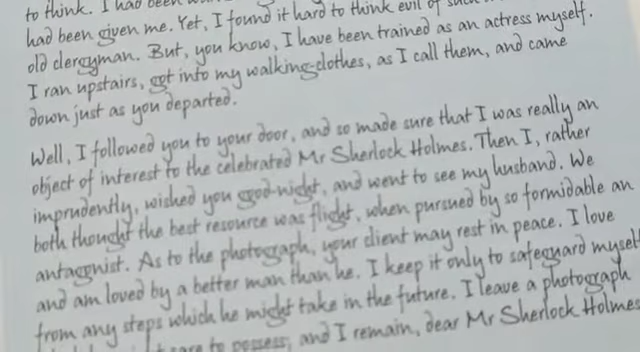 to think. I had been
had been given me. Yet, I found it hard to think evil of such
old clergyman. But, you know, I have been trained as an actress myself.
I ran upstairs, got into my walking-clothes, as I call them, and came
down just as you departed.
Well, I followed you to your door, and so made sure that I was really an
object of interest to the celebrated Mr Sherlock Holmes. Then I, rather
imprudently, wished you good-night, and went to see my husband. We
both thought the best resource was flight, when pursued by so formidable an
antagonist. As to the photograph, your client may rest in peace. I love
and am loved by a better man than he. I keep it only to safeguard myself
from any steps which he might take in the future. I leave a photograph
care to possess, and I remain, dear Mr Sherlock Holmes